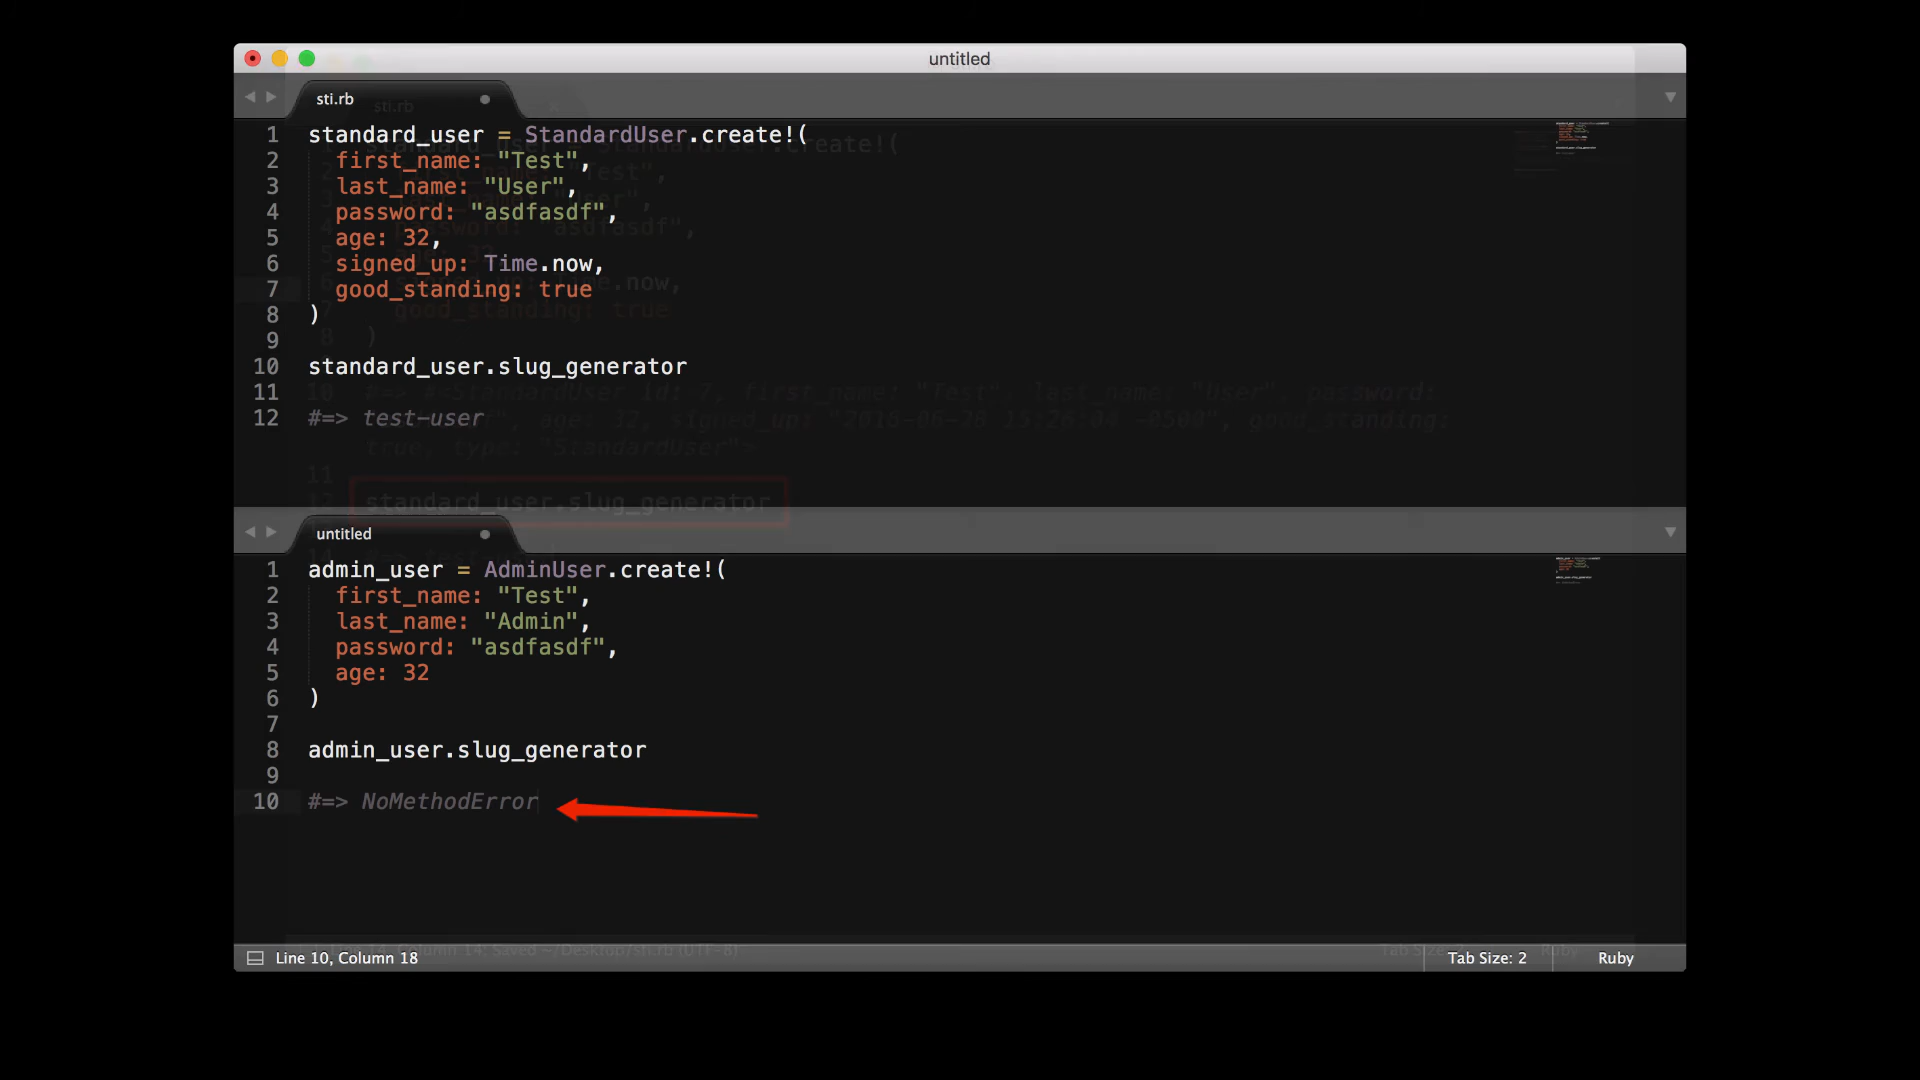 untitled
sti.rb
1 standard_user = StandardUser.create!(
2 first_name: "Test",
3 last_name: "User",
4 password: "asdfasdf",
5 age: 32,
6 signed_up: Time.now,
7 good_standing: true
8 )
9
10 standard_user.slug_generator
11
12 #=> test-user
standard_user.slug_generator
untitled
1 admin_user = AdminUser.create!(
2 first_name: "Test",
3 last_name: "Admin",
4 password: "asdfasdf",
5 age: 32
6 )
7
8 admin_user.slug_generator
9
10 #=> NoMethodError
Line 10, Column 18
Tab Size: 2
Ruby